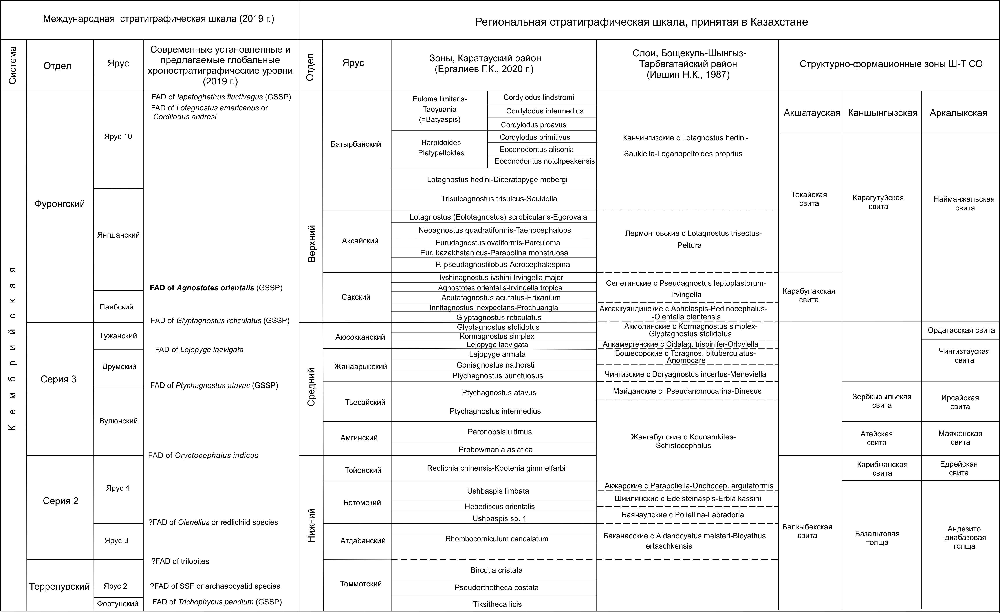 Международная стратиграфическая шкала (2019 г.)
Региональная стратиграфическая шкала, принятая в Казахстане
Система
Отдел
Ярус
Современные установленные и
предлагаемые глобальные
хроностратиграфические уровни
(2019 г.)
Отдел
Ярус
Зоны, Каратауский район
(Ергалиев Г.К., 2020 г.)
Слои, Бощекуль-Шынгыз-
Тарбагатайский район
(Ившин Н.К., 1987)
Структурно-формационные зоны Ш-Т СО
Кембрийская
Фуронгский
Серия 3
Серия 2
Терренувский
Ярус 10
Янгшанский
Паибский
Гужанский
Друмский
Вулюнский
Ярус 4
Ярус 3
Ярус 2
Фортунский
FAD of Iapetoghethus fluctivagus (GSSP)
FAD of Lotagnostus americanus or
Cordilodus andresi
FAD of Agnostotes orientalis (GSSP)
FAD of Glyptagnostus reticulatus (GSSP)
FAD of Lejopyge laevigata
FAD of Ptychagnostus atavus (GSSP)
FAD of Oryctocephalus indicus
?FAD of Olenellus or redlichiid species
?FAD of trilobites
?FAD of SSF or archaeocyatid species
FAD of Trichophycus pendium (GSSP)
Верхний
Средний
Нижний
Батырбайский
Аксайский
Сакский
Аюсокканский
Жанаарыкский
Тьесайский
Амгинский
Тойонский
Ботомский
Атдабанский
Томмотский
Euloma limitaris-
Taoyuania
(=Batyaspis)
Harpidoides
Platypeltoides
Cordylodus lindstromi
Cordylodus intermedius
Cordylodus proavus
Cordylodus primitivus
Eoconodontus alisonia
Eoconodontus notchpeakensis
Lotagnostus hedini-Diceratopyge mobergi
Trisulcagnostus trisulcus-Saukiella
Lotagnostus (Eolotagnostus) scrobicularis-Egorovaia
Neoagnostus quadratiformis-Taenocephalops
Eurudagnostus ovaliformis-Pareuloma
Eur. kazakhstanicus-Parabolina monstruosa
P. pseudagnostilobus-Acrocephalaspina
Ivshinagnostus ivshini-Irvingella major
Agnostotes orientalis-Irvingella tropica
Acutatagnostus acutatus-Erixanium
Innitagnostus inexpectans-Prochuangia
Glyptagnostus reticulatus
Glyptagnostus stolidotus
Kormagnostus simplex
Lejopyge laevigata
Lejopyge armata
Goniagnostus nathorsti
Ptychagnostus punctuosus
Ptychagnostus atavus
Ptychagnostus intermedius
Peronopsis ultimus
Probowmania asiatica
Redlichia chinensis-Kootenia gimmelfarbi
Ushbaspis limbata
Hebediscus orientalis
Ushbaspis sp. 1
Rhombocorniculum cancelatum
Bircutia cristata
Pseudorthotheca costata
Tiksitheca licis
Канчингизские с Lotagnostus hedini-
Saukiella-Loganopeltoides proprius
Лермонтовские с Lotagnostus trisectus-
Peltura
Селетинские с Pseudagnostus leptoplastorum-
Irvingella
Аксаккуяндинские с Aphelaspis-Pedinocephalus-
-Olentella olentensis
Акмолинские с Kormagnostus simplex-
Glyptagnostus stolidotus
Алкамергенские с Oidalag. trispinifer-Orloviella
Бощесорские с Toragnos. bituberculatus-
Anomocare
Чингизские с Doryagnostus incertus-Meneviella
Майданские с Pseudanomocarina-Dinesus
Жангабулские с Kounamkites-
Schistocephalus
Акжарские с Parapoliella-Onchocep. argutaformis
Шиилинские с Edelsteinaspis-Erbia kassini
Баянаулские с Poliellina-Labradoria
Баканасские с Aldanocyatus meisteri-Bicyathus
ertaschkensis
Акшатауская
Токайская
свита
Карабулакская
свита
Балкыбекская
свита
Каншынгызская
Карагутуйская
свита
Зербкызыльская
свита
Атейская
свита
Карибжанская
свита
Базальтовая
толща
Аркалыкская
Найманжальская
свита
Ордатасская свита
Чингизтауская
свита
Ирсайская
свита
Маяжонская
свита
Едрейская
свита
Андезито
-диабазовая
толща